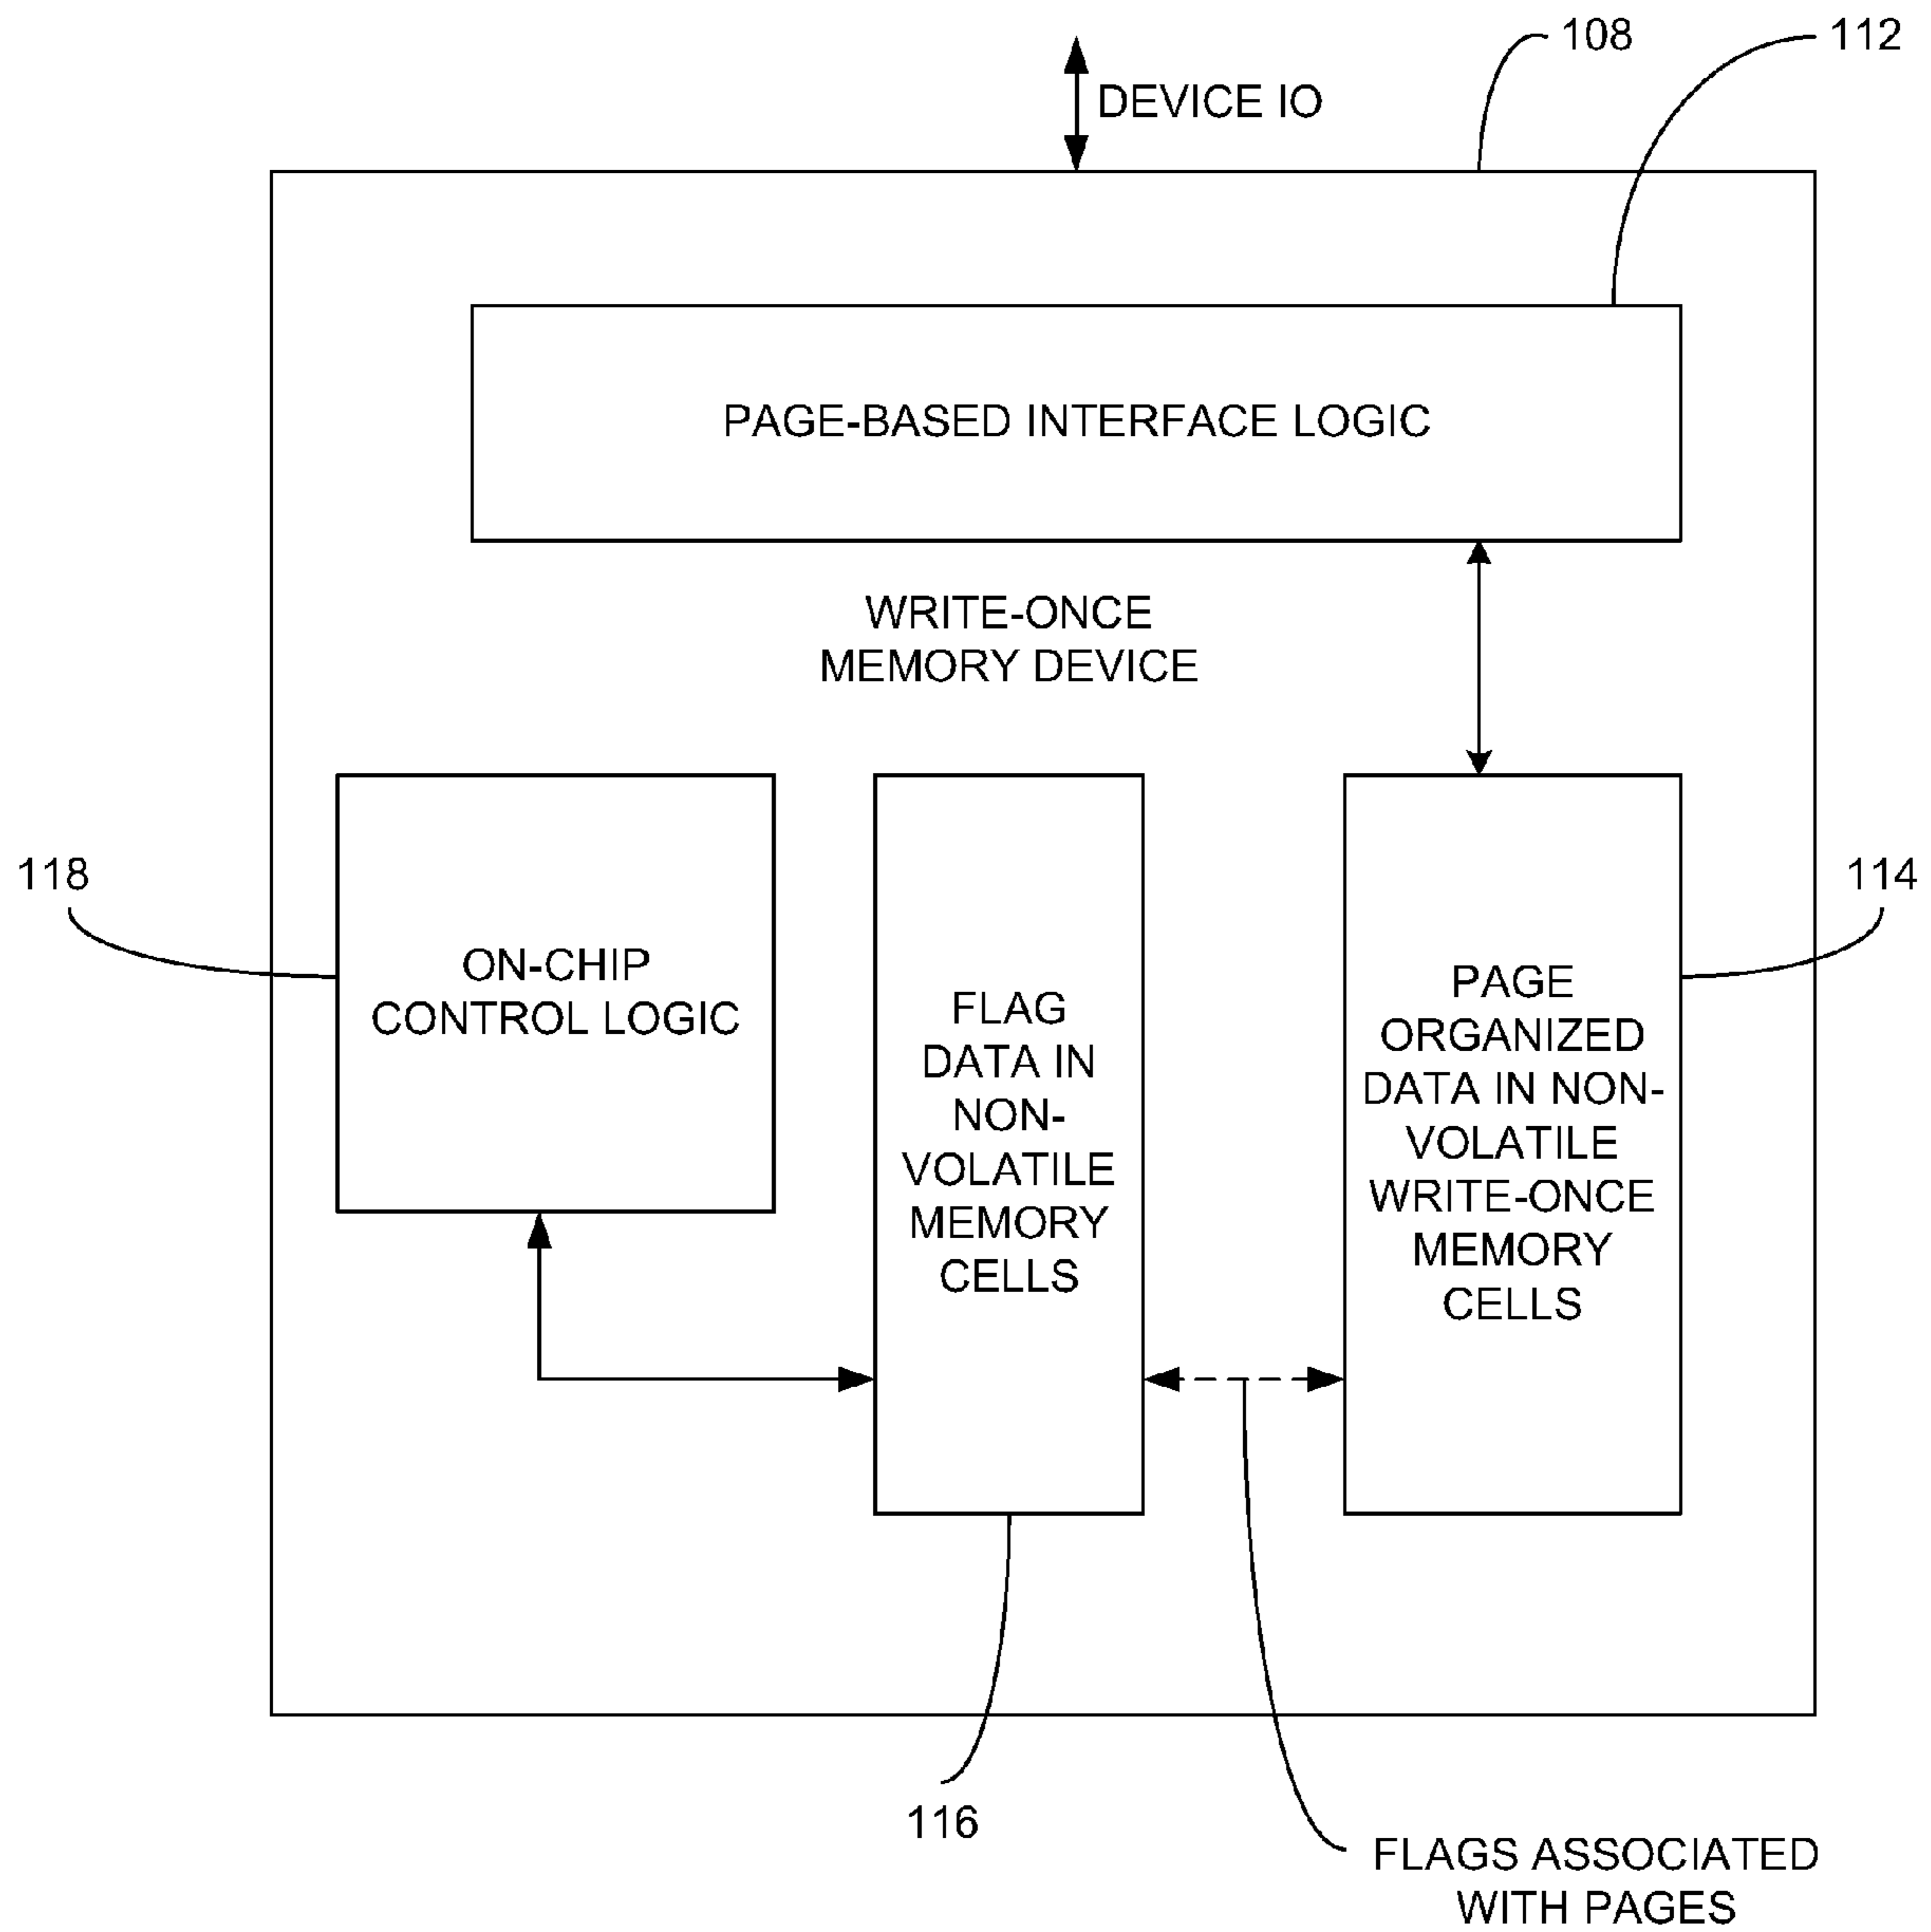 108
112
DEVICE IO
PAGE-BASED INTERFACE LOGIC
WRITE-ONCE
MEMORY DEVICE
118
ON-CHIP
CONTROL LOGIC
FLAG
DATA IN
NON-
VOLATILE
MEMORY
CELLS
PAGE
ORGANIZED
DATA IN NON-
VOLATILE
WRITE-ONCE
MEMORY
CELLS
114
116
FLAGS ASSOCIATED
WITH PAGES